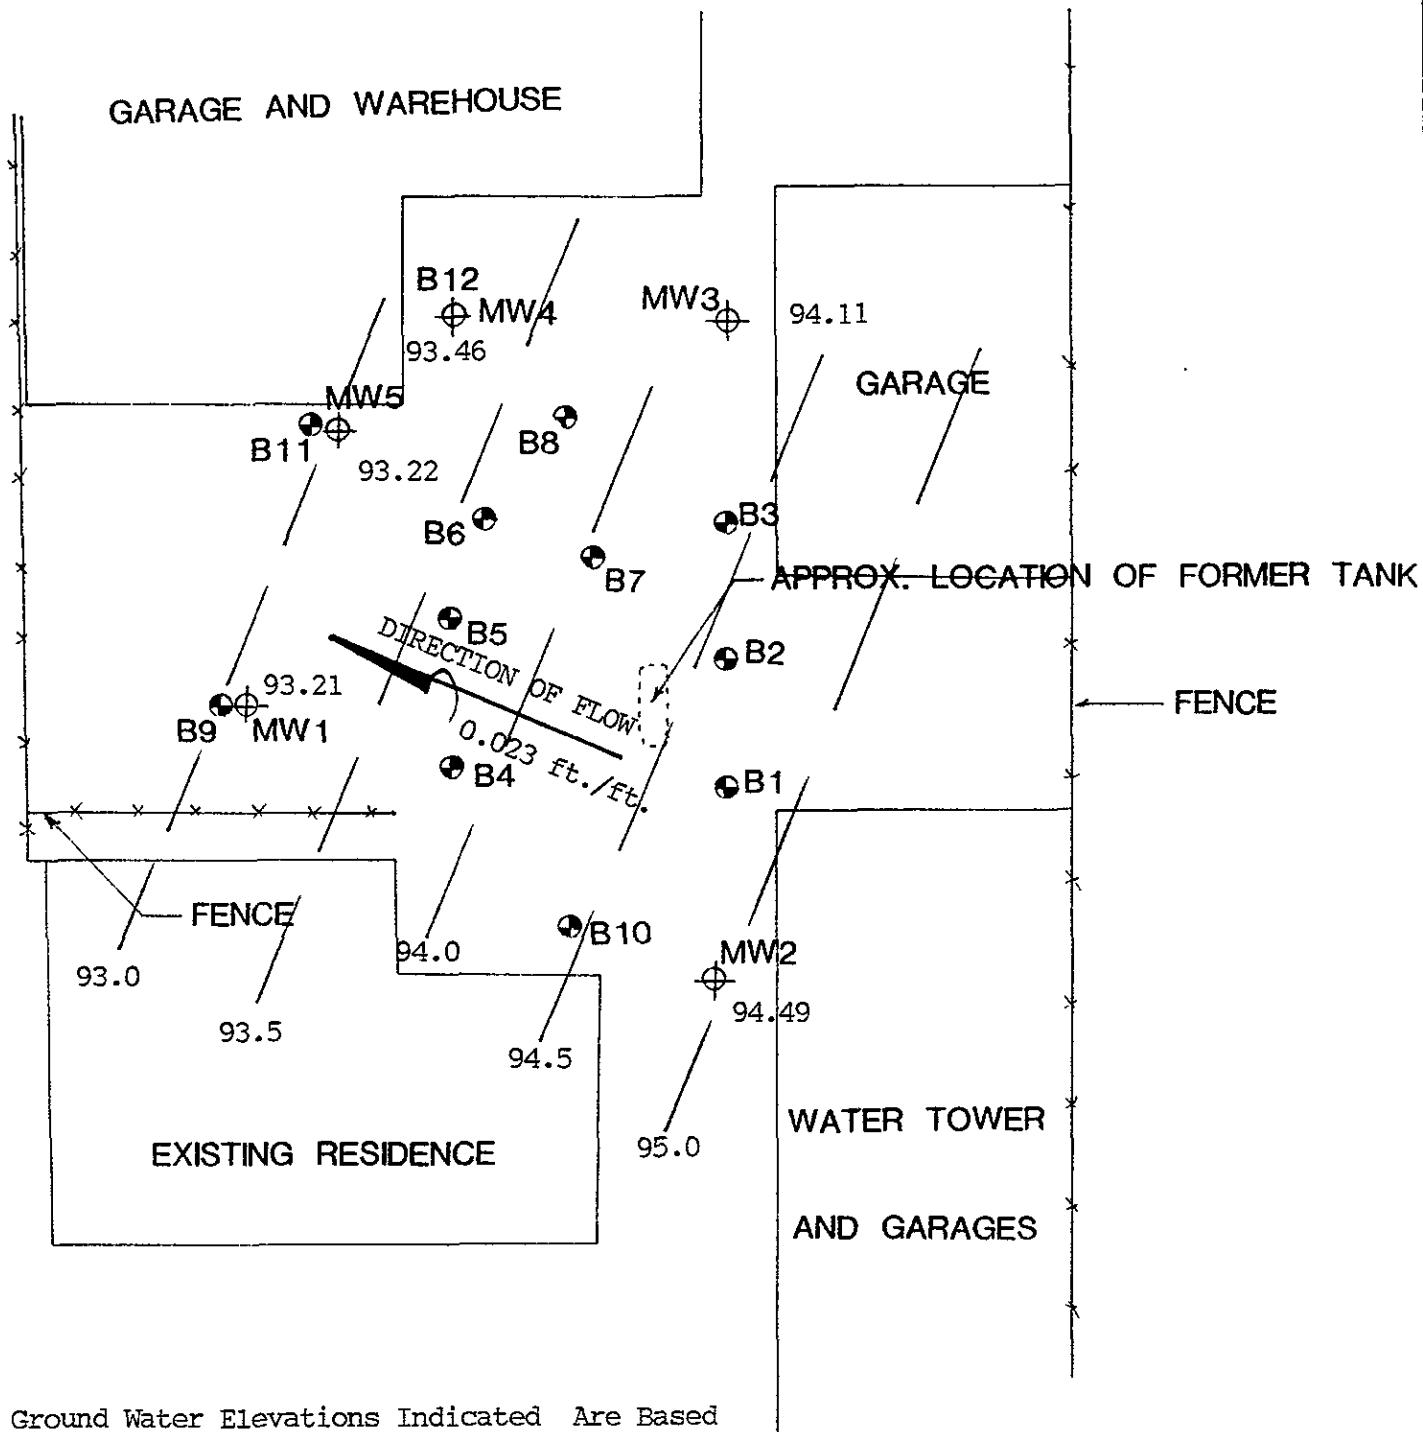 GARAGE AND WAREHOUSE
B12
MW4
93.46
MW3
94.11
GARAGE
MW5
B11
93.22
B8
B6
B3
B7
APPROX. LOCATION OF FORMER TANK
B5
DIRECTION OF FLOW
B2
93.21
B9
MW1
FENCE
0.023 ft./ft.
B4
B1
FENCE
B10
94.0
MW2
93.0
94.49
93.5
94.5
WATER TOWER
AND GARAGES
95.0
EXISTING RESIDENCE
Ground Water Elevations Indicated Are Based